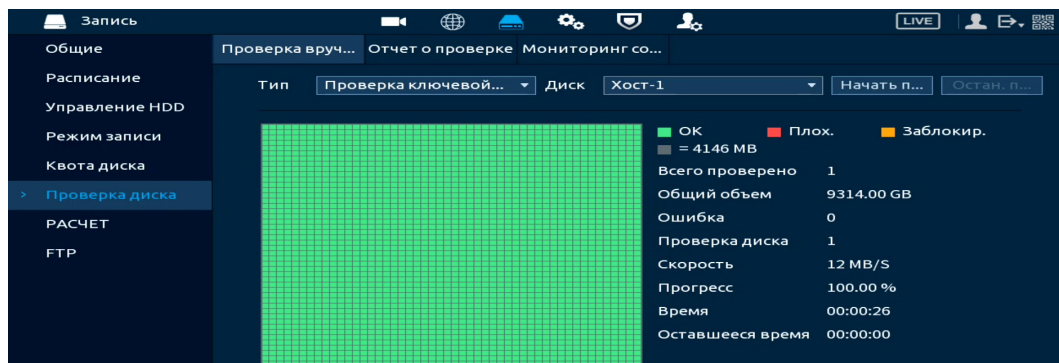 Запись
LIVE
Общие
Расписание
Управление HDD
Режим записи
Квота диска
Проверка диска
РАСЧЕТ
FTP
Проверка вруч... Отчет о проверке Мониторинг со...
Тип Проверка ключевой... Диск Хост-1 Начать п... Остан. п...
OK Плох. Заблокир.
= 4146 MB
Всего проверено 1
Общий объем 9314.00 GB
Ошибка 0
Проверка диска 1
Скорость 12 MB/S
Прогресс 100.00 %
Время 00:00:26
Оставшееся время 00:00:00